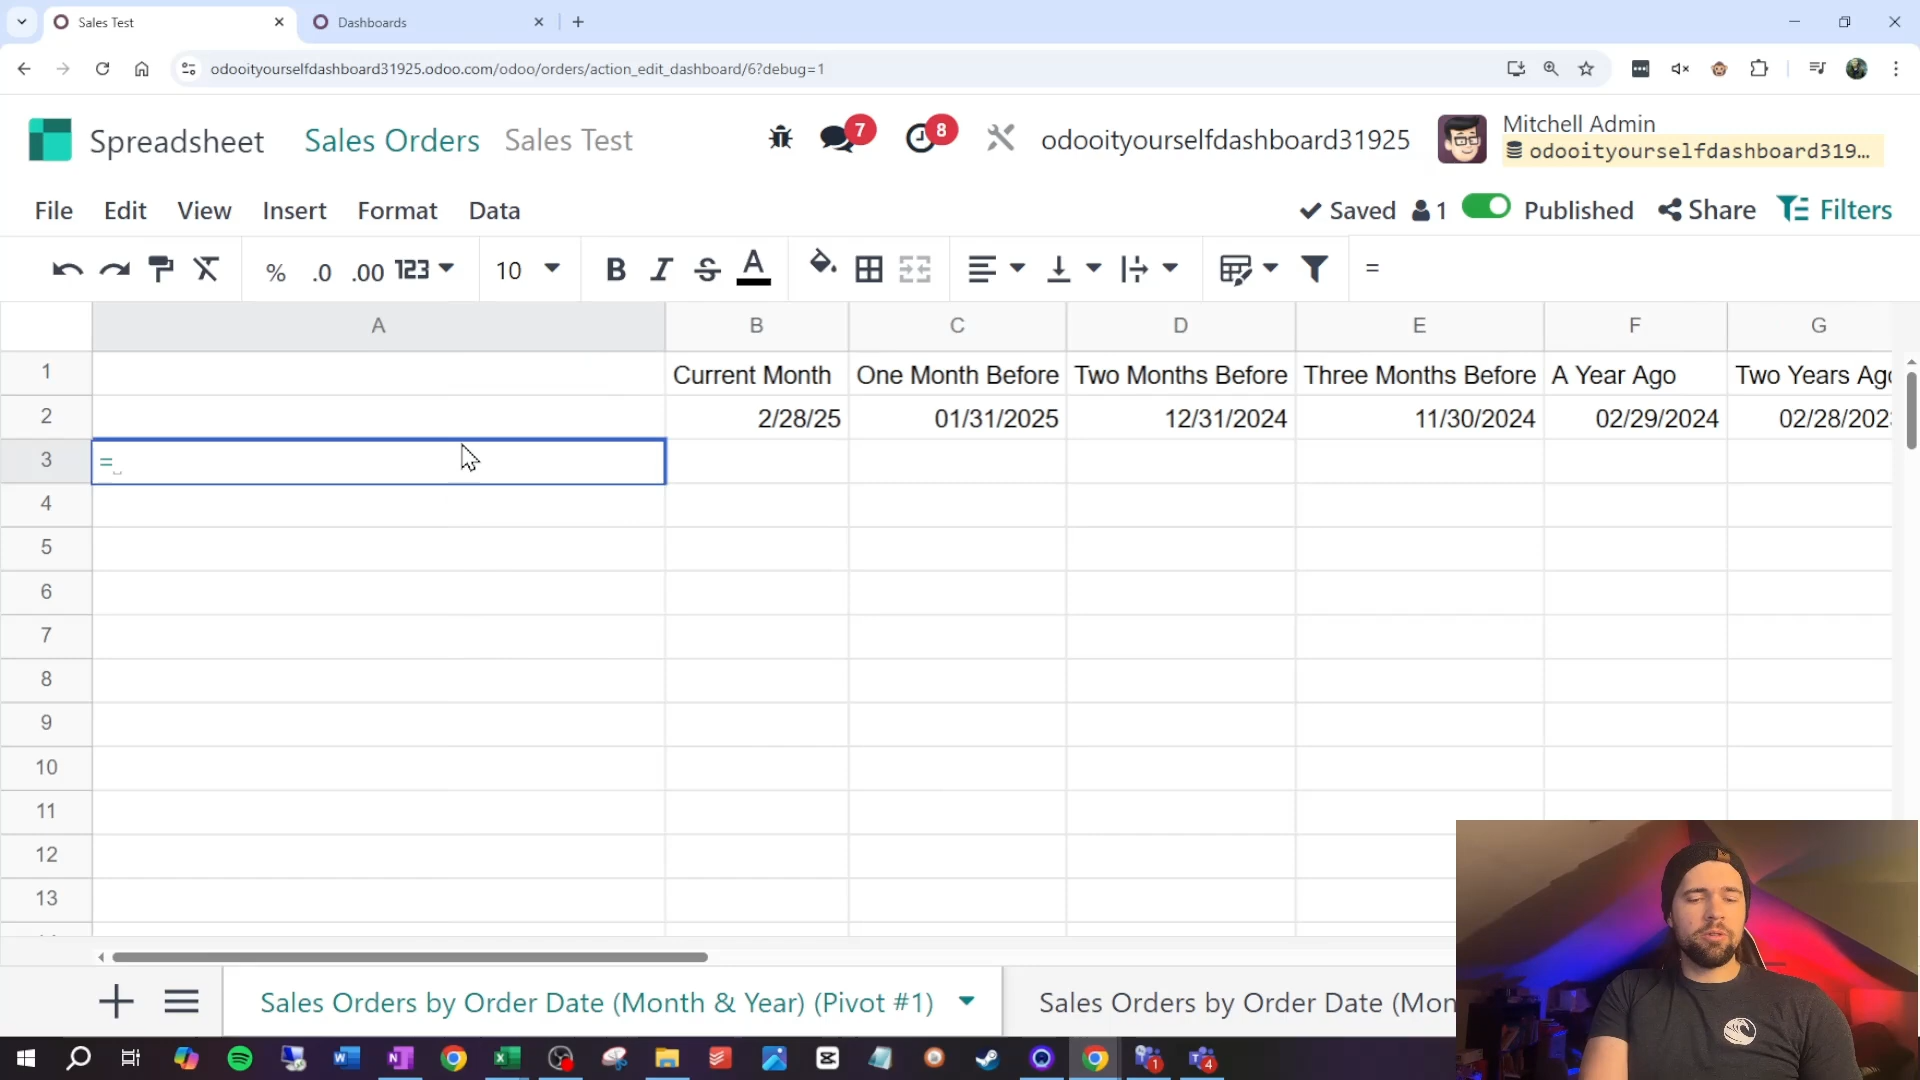 Sales Test
Dashboards
odooityourselfdashboard31925.odoo.com/odoo/orders/action_edit_dashboard/6?debug=1
Spreadsheet Sales Orders Sales Test 7 8 odooityourselfdashboard31925 Mitchell Admin
odooityourselfdashboard319...
File Edit View Insert Format Data Saved 1 Published Share Filters
% .0 .00 123 10 B I S A =
A B C D E F G
1 Current Month One Month Before Two Months Before Three Months Before A Year Ago Two Years Ago
2 2/28/25 01/31/2025 12/31/2024 11/30/2024 02/29/2024 02/28/202
3 =
4
5
6
7
8
9
10
11
12
13
Sales Orders by Order Date (Month & Year) (Pivot #1) Sales Orders by Order Date (Mon
1 4